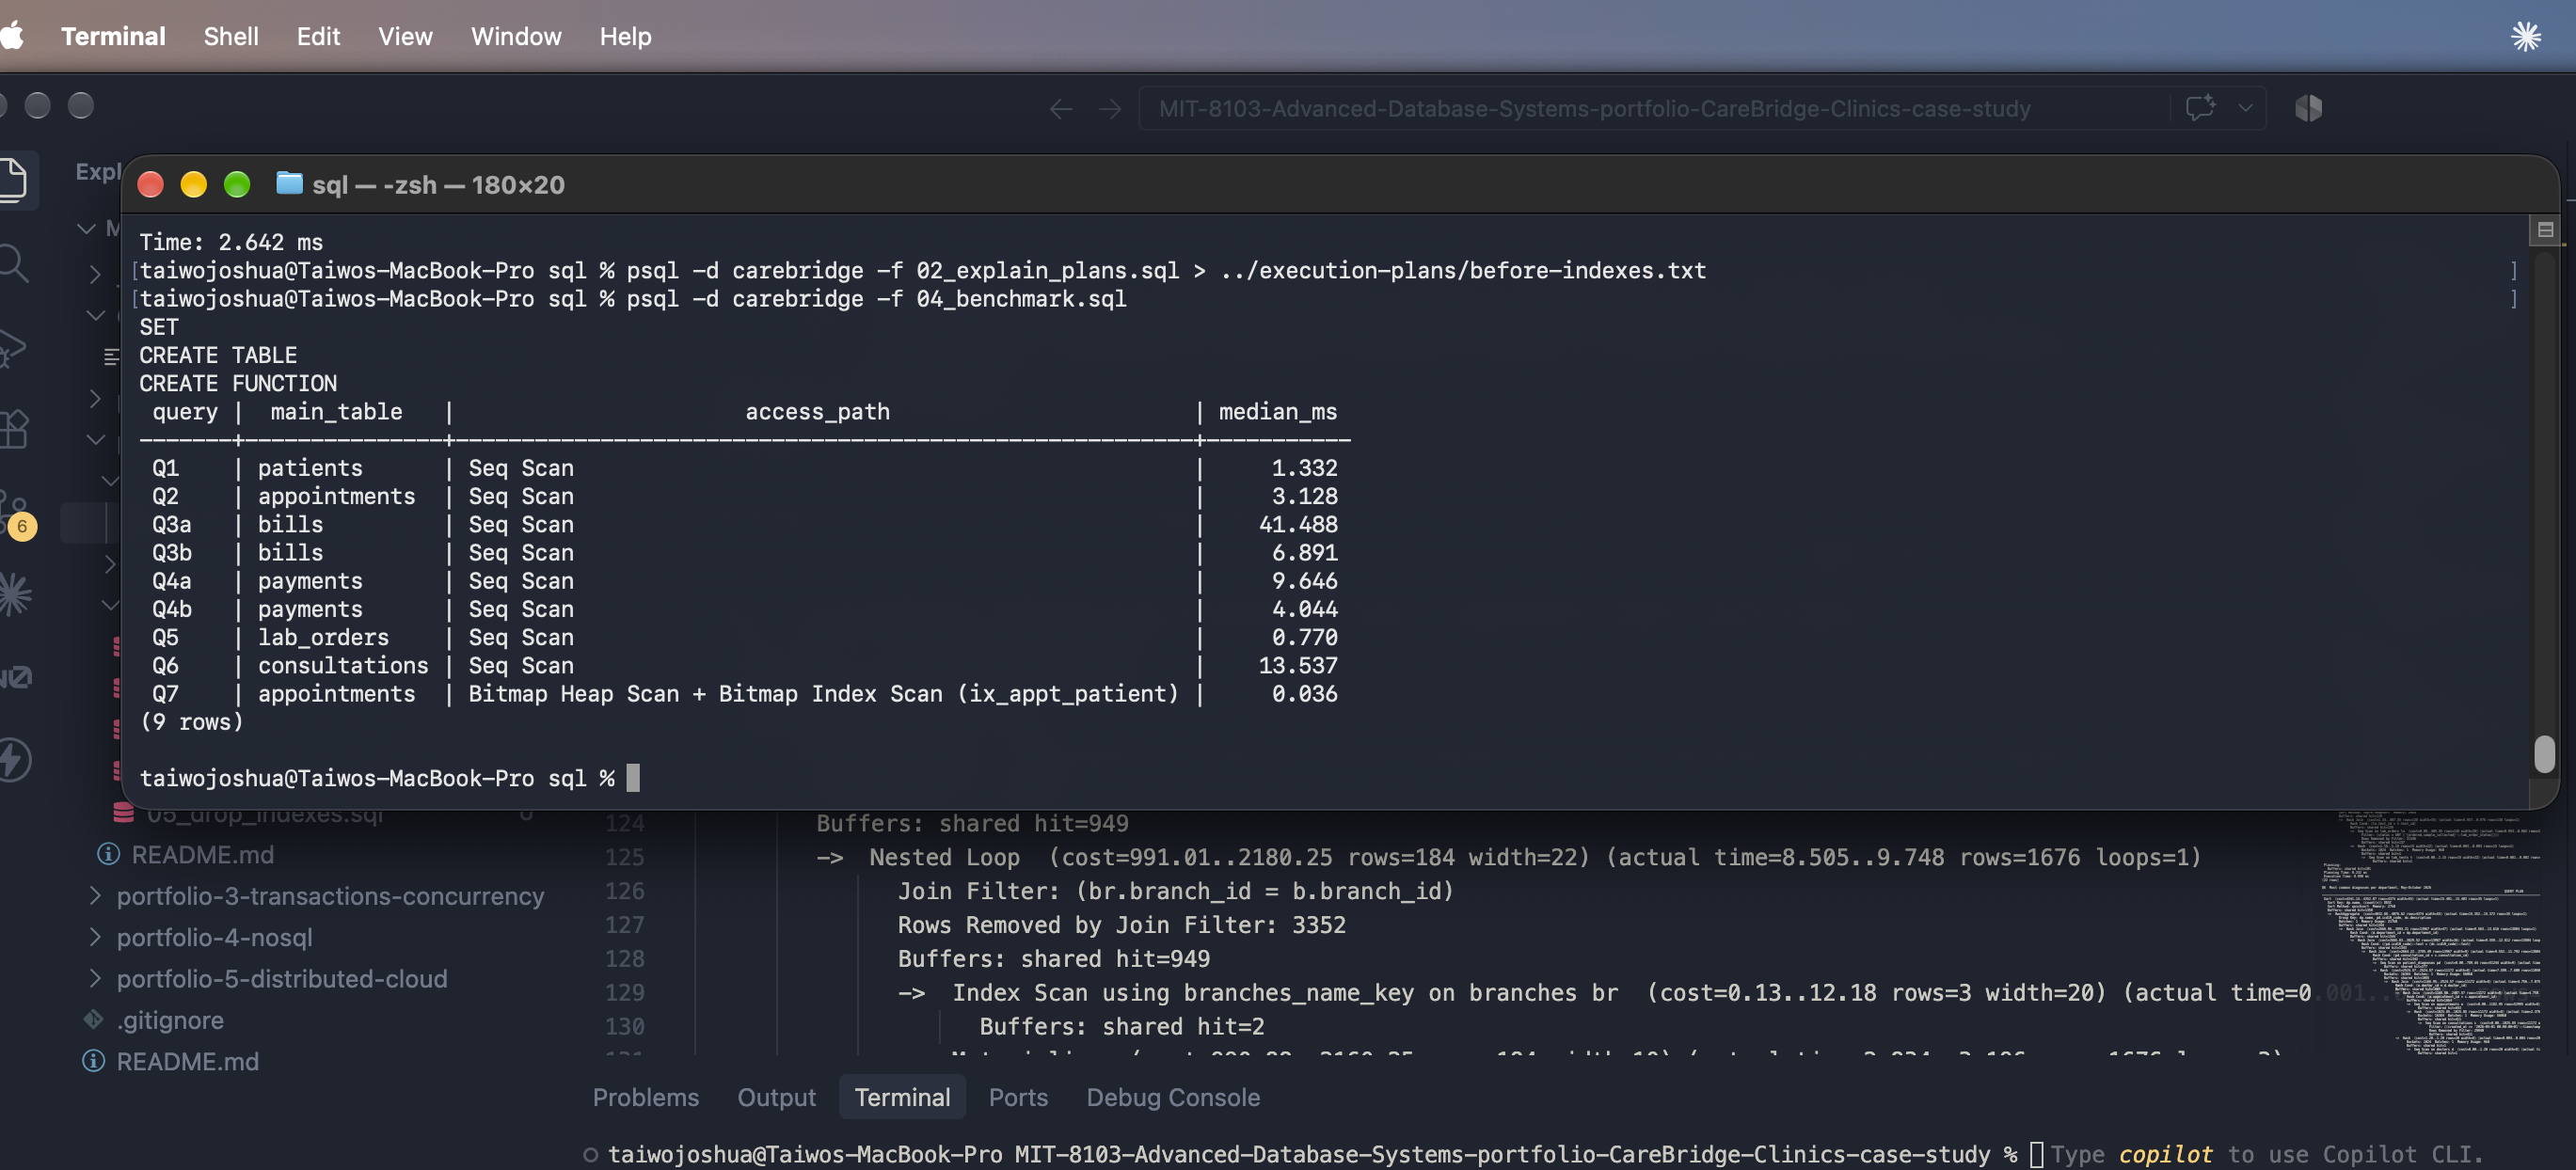 Terminal Shell Edit View Window Help
MIT-8103-Advanced-Database-Systems-portfolio-CareBridge-Clinics-case-study
Expl
sql — -zsh — 180×20
M
Time: 2.642 ms
[taiwojoshua@Taiwos-MacBook-Pro sql % psql -d carebridge -f 02_explain_plans.sql > ../execution-plans/before-indexes.txt ]
[taiwojoshua@Taiwos-MacBook-Pro sql % psql -d carebridge -f 04_benchmark.sql ]
SET
CREATE TABLE
CREATE FUNCTION
 query |  main_table   |                      access_path                       | median_ms
-------+---------------+--------------------------------------------------------+-----------
 Q1    | patients      | Seq Scan                                               |     1.332
 Q2    | appointments  | Seq Scan                                               |     3.128
 Q3a   | bills         | Seq Scan                                               |    41.488
 Q3b   | bills         | Seq Scan                                               |     6.891
 Q4a   | payments      | Seq Scan                                               |     9.646
 Q4b   | payments      | Seq Scan                                               |     4.044
 Q5    | lab_orders    | Seq Scan                                               |     0.770
 Q6    | consultations | Seq Scan                                               |    13.537
 Q7    | appointments  | Bitmap Heap Scan + Bitmap Index Scan (ix_appt_patient) |     0.036
(9 rows)
taiwojoshua@Taiwos-MacBook-Pro sql %
6
05_drop_indexes.sql U
README.md
portfolio-3-transactions-concurrency
portfolio-4-nosql
portfolio-5-distributed-cloud
.gitignore
README.md
124 Buffers: shared hit=949
125 -> Nested Loop (cost=991.01..2180.25 rows=184 width=22) (actual time=8.505..9.748 rows=1676 loops=1)
126 Join Filter: (br.branch_id = b.branch_id)
127 Rows Removed by Join Filter: 3352
128 Buffers: shared hit=949
129 -> Index Scan using branches_name_key on branches br (cost=0.13..12.18 rows=3 width=20) (actual time=0.001..
130 Buffers: shared hit=2
Problems Output Terminal Ports Debug Console
taiwojoshua@Taiwos-MacBook-Pro MIT-8103-Advanced-Database-Systems-portfolio-CareBridge-Clinics-case-study % Type copilot to use Copilot CLI.